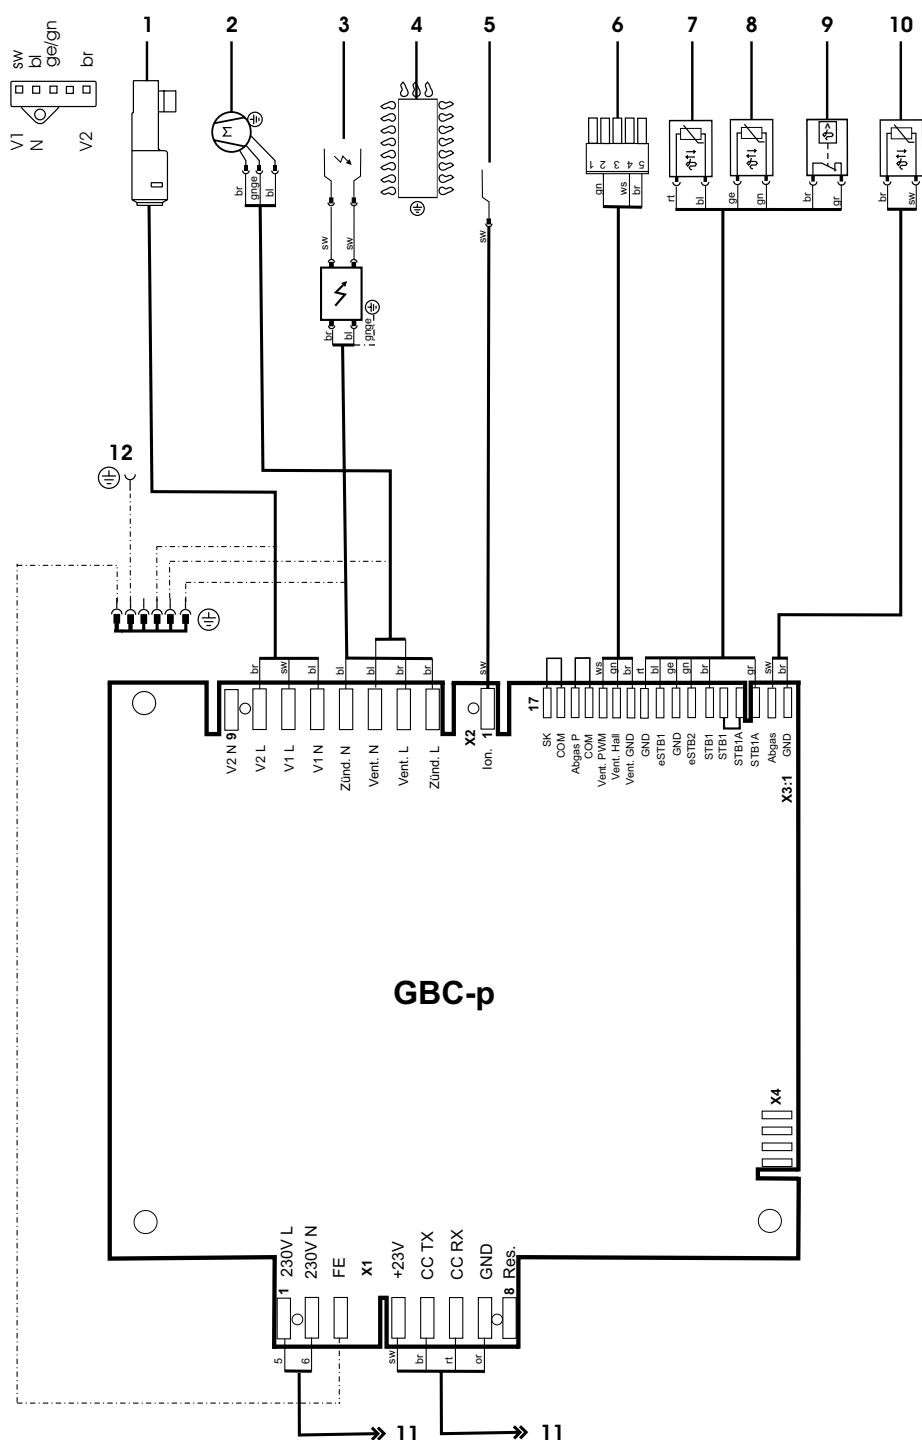 1 2 3 4 5 6 7 8 9 10
sw bl ge/gn br
V1 N V2
M
br gnge bl
sw sw
br bl gnge
sw
1 2 3 4 5
gn ws br
rt bl ge gn br gr br sw
12
br sw bl bl bl br br
sw
ws gn br rt bl ge gn br gr sw br
9 X2 1 17
V2 N
V2 L
V1 L
V1 N
Zünd. N
Vent. N
Vent. L
Zünd. L
Ion.
SK
COM
Abgas P
COM
Vent. PWM
Vent. Hall
Vent. GND
GND
eSTB1
GND
eSTB2
STB1
STB1
STB1A
STB1A
Abgas
GND
X3:1
GBC-p
X4
1
230V L
230V N
FE
X1
+23V
CC TX
CC RX
GND
Res.
8
5 6 sw br rt or
11 11